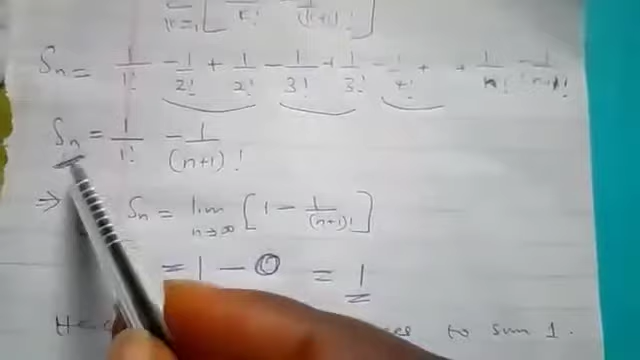 Sn = 1/1! - 1/2! + 1/2! - 1/3! + 1/3! - 1/4! + + 1/n! - 1/(n+1)!
Sn = 1/1! - 1/(n+1)!
⇒ Sn = lim n→∞ [1 - 1/(n+1)!]
= 1 - 0 = 1
to sum 1.